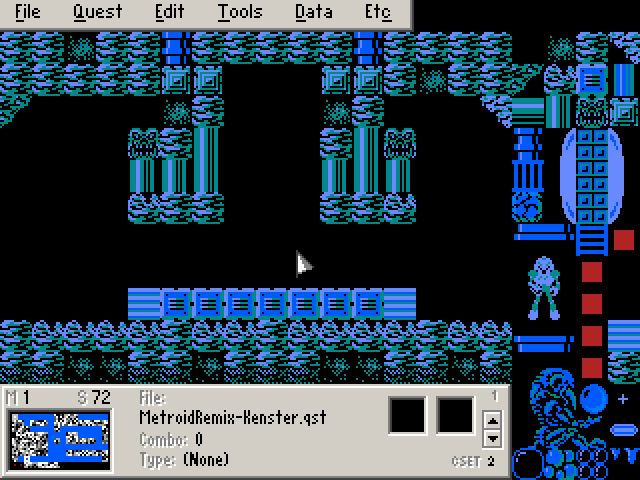 File Quest Edit Tools Data Etc
M 1 S 72
File:
MetroidRemix-Kenster.qst
Combo: 0
Type: (None)
1
CSET 2